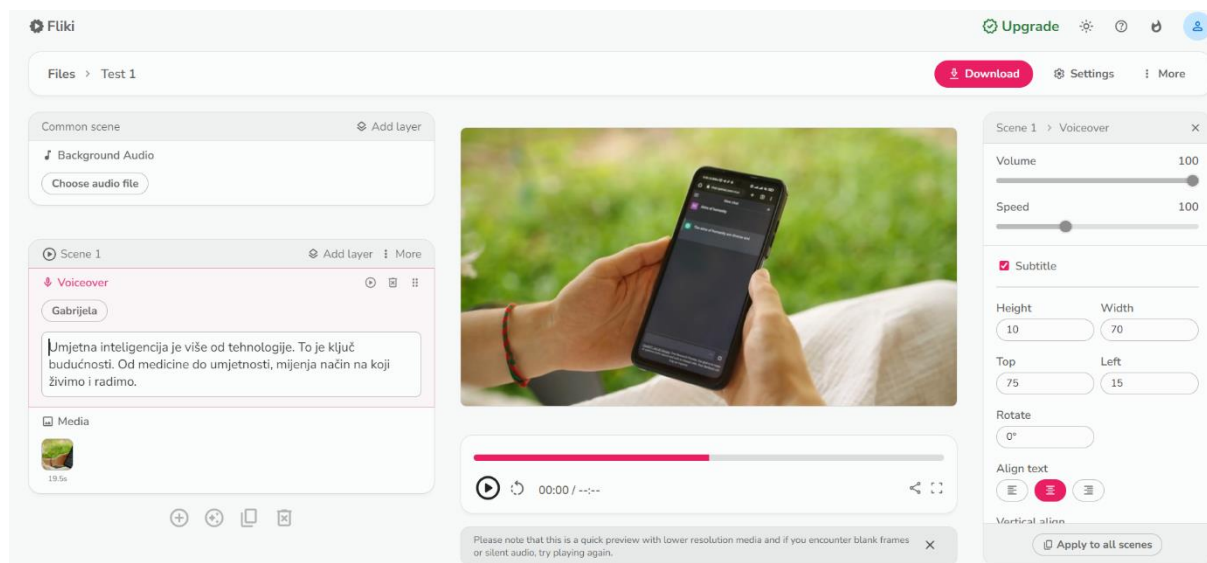 Fliki
Upgrade
Files > Test 1
Download
Settings
More
Common scene
Add layer
Background Audio
Choose audio file
Scene 1
Add layer
More
Voiceover
Gabrijela
Umjetna inteligencija je više od tehnologije. To je ključ
budućnosti. Od medicine do umjetnosti, mijenja način na koji
živimo i radimo.
Media
19.5s
00:00 / --:--
Please note that this is a quick preview with lower resolution media and if you encounter blank frames
or silent audio, try playing again.
Scene 1 > Voiceover
Volume 100
Speed 100
Subtitle
Height Width
10 70
Top Left
75 15
Rotate
0°
Align text
Vertical align
Apply to all scenes